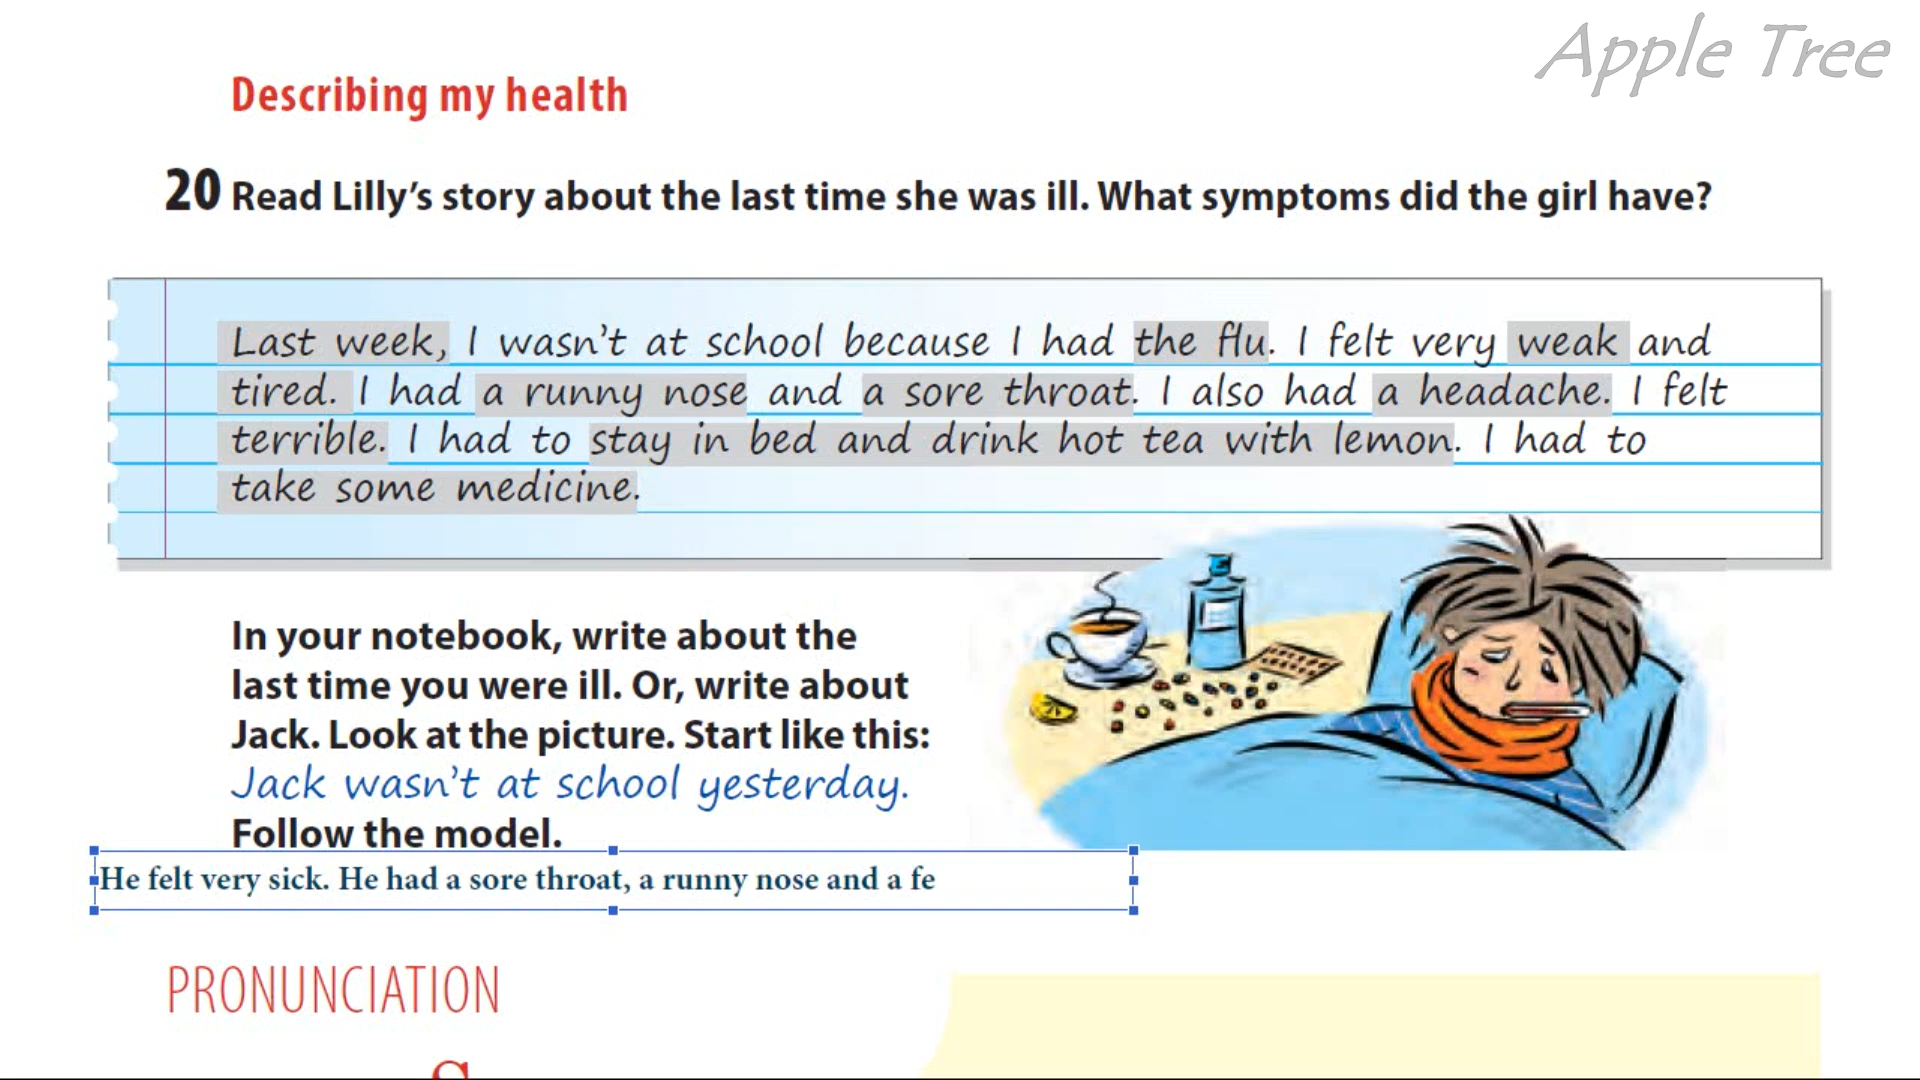 Apple Tree
Describing my health
20 Read Lilly's story about the last time she was ill. What symptoms did the girl have?
Last week, I wasn't at school because I had the flu. I felt very weak and
tired. I had a runny nose and a sore throat. I also had a headache. I felt
terrible. I had to stay in bed and drink hot tea with lemon. I had to
take some medicine.
In your notebook, write about the
last time you were ill. Or, write about
Jack. Look at the picture. Start like this:
Jack wasn't at school yesterday.
Follow the model.
He felt very sick. He had a sore throat, a runny nose and a fe
PRONUNCIATION